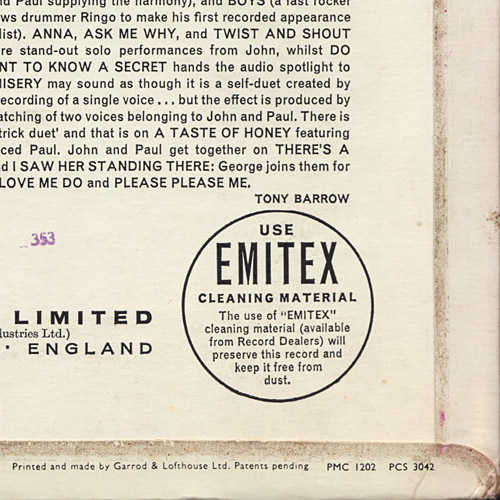 nd Paul supplying the harmony), and BOYS (a fast rocker
ws drummer Ringo to make his first recorded appearance
list). ANNA, ASK ME WHY, and TWIST AND SHOUT
re stand-out solo performances from John, whilst DO
NT TO KNOW A SECRET hands the audio spotlight to
MISERY may sound as though it is a self-duet created by
ecording of a single voice ... but the effect is produced by
atching of two voices belonging to John and Paul. There is
trick duet' and that is on A TASTE OF HONEY featuring
ced Paul. John and Paul get together on THERE'S A
d I SAW HER STANDING THERE: George joins them for
LOVE ME DO and PLEASE PLEASE ME.
TONY BARROW
353
USE
EMITEX
CLEANING MATERIAL
The use of "EMITEX"
cleaning material (available
from Record Dealers) will
preserve this record and
keep it free from
dust.
LIMITED
dustries Ltd.)
· ENGLAND
Printed and made by Garrod & Lofthouse Ltd. Patents pending PMC 1202 PCS 3042